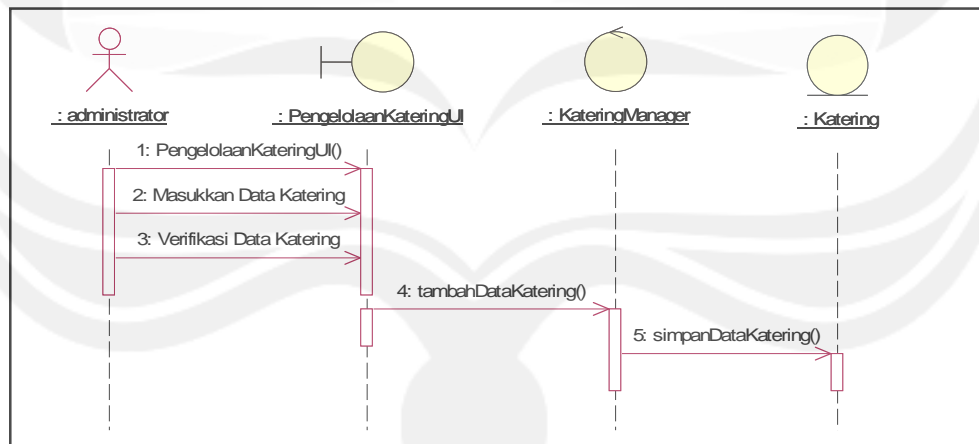 : administrator
: PengelolaanKateringUI
: KateringManager
: Katering
1: PengelolaanKateringUI()
2: Masukkan Data Katering
3: Verifikasi Data Katering
4: tambahDataKatering()
5: simpanDataKatering()